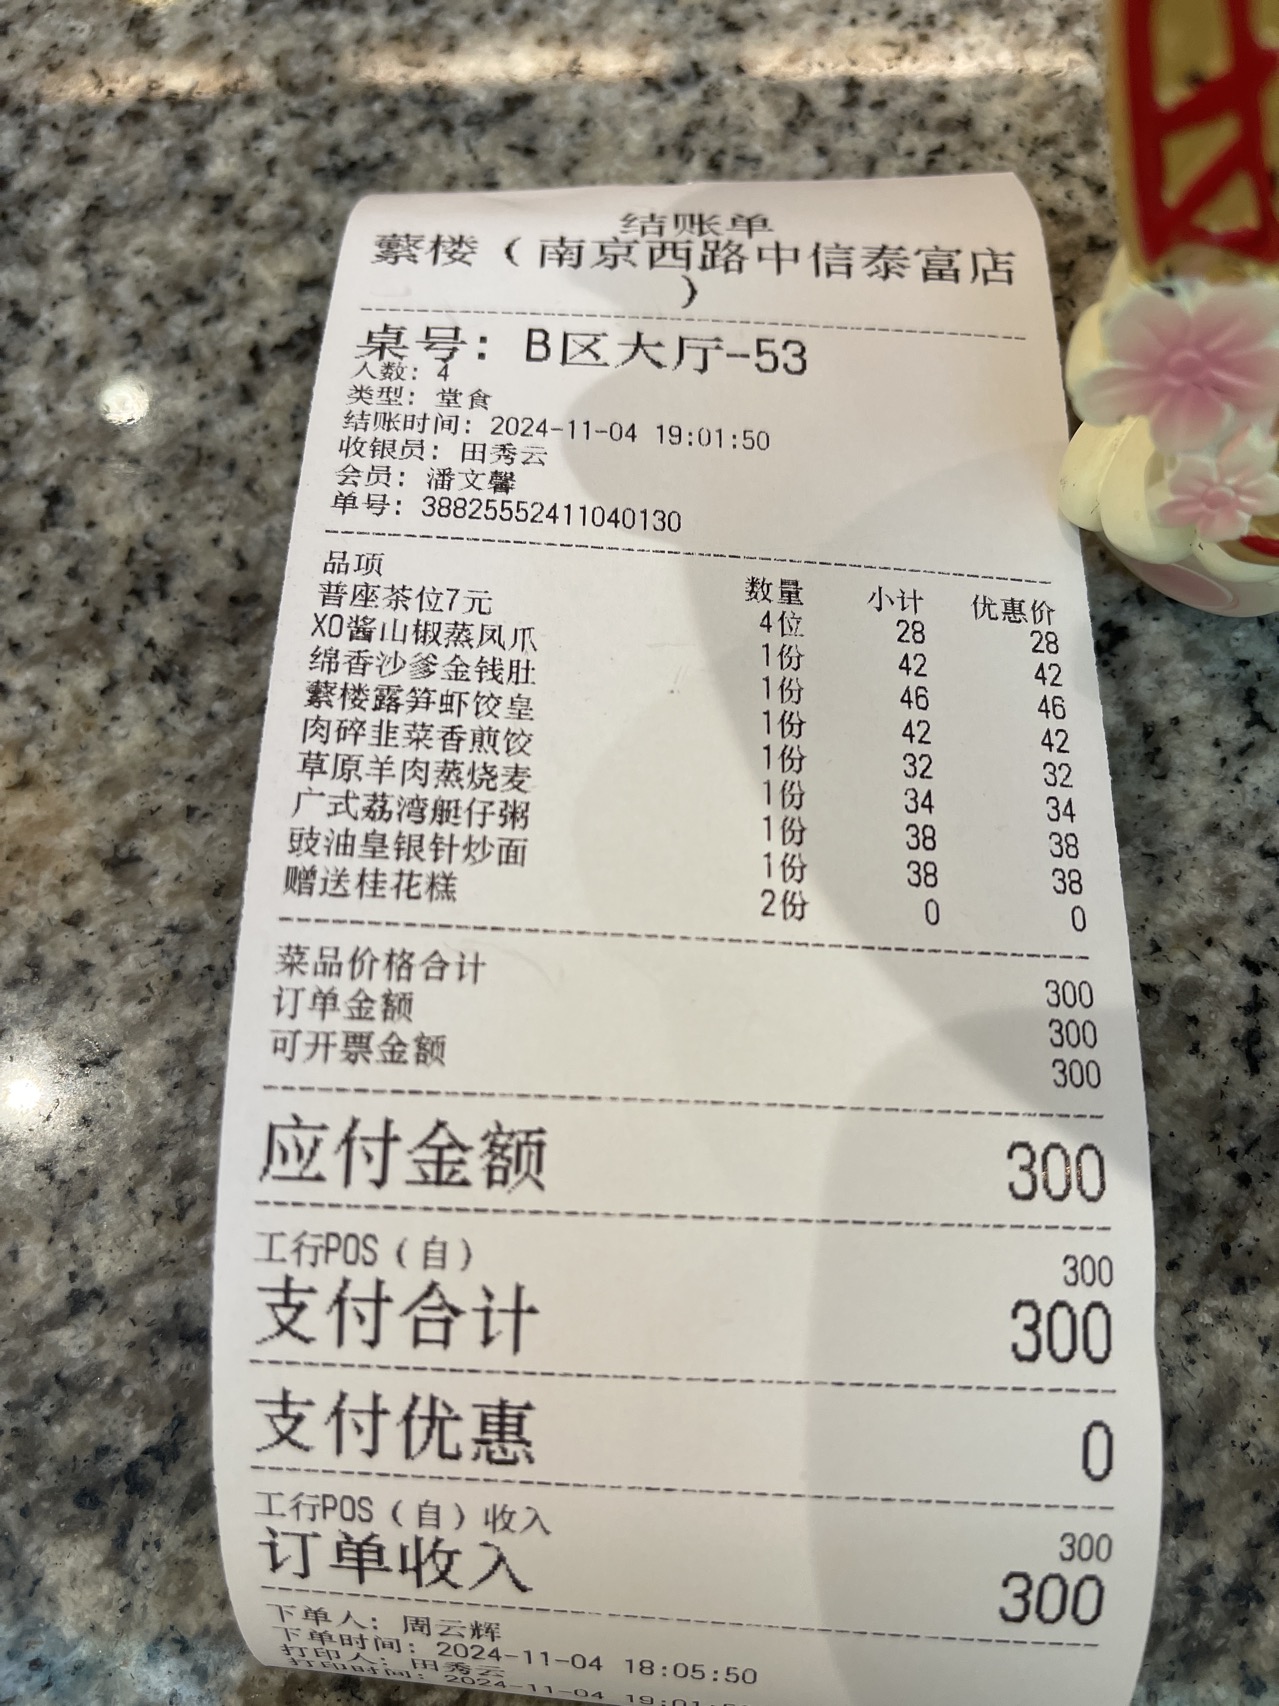 结账单
蘩楼（南京西路中信泰富店
）
桌号：B区大厅-53
人数：4
类型：堂食
结账时间：2024-11-04 19:01:50
收银员：田秀云
会员：潘文馨
单号：38825552411040130
品项 数量 小计 优惠价
普座茶位7元 4位 28 28
XO酱山椒蒸凤爪 1份 42 42
绵香沙爹金钱肚 1份 46 46
蘩楼露笋虾饺皇 1份 42 42
肉碎韭菜香煎饺 1份 32 32
草原羊肉蒸烧麦 1份 34 34
广式荔湾艇仔粥 1份 38 38
豉油皇银针炒面 1份 38 38
赠送桂花糕 2份 0 0
菜品价格合计 300
订单金额 300
可开票金额 300
应付金额 300
工行POS（自） 300
支付合计 300
支付优惠 0
工行POS（自）收入 300
订单收入 300
下单人：周云辉
下单时间：2024-11-04 18:05:50
打印人：田秀云
打印时间：2024-11-04